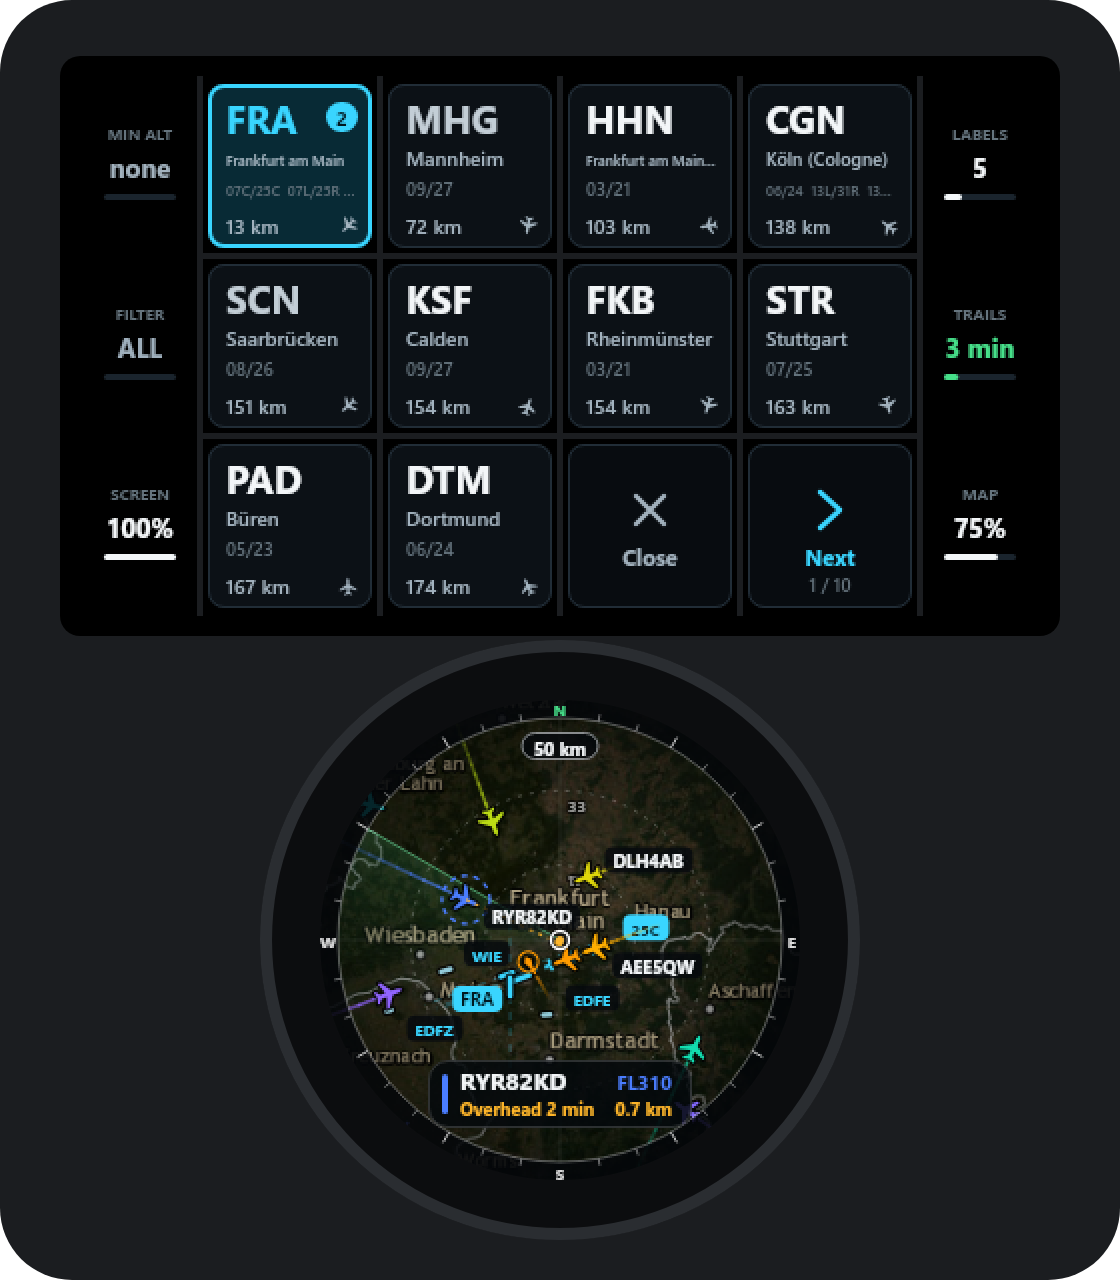 MIN ALT
none
FRA
2
Frankfurt am Main
07C/25C 07L/25R ...
13 km
MHG
Mannheim
09/27
72 km
HHN
Frankfurt am Main...
03/21
103 km
CGN
Köln (Cologne)
06/24 13L/31R 13...
138 km
LABELS
5
FILTER
ALL
SCN
Saarbrücken
08/26
151 km
KSF
Calden
09/27
154 km
FKB
Rheinmünster
03/21
154 km
STR
Stuttgart
07/25
163 km
TRAILS
3 min
SCREEN
100%
PAD
Büren
05/23
167 km
DTM
Dortmund
06/24
174 km
Close
Next
1 / 10
MAP
75%
N
50 km
g an
Lahn
33
DLH4AB
Frankfurt
ain
Hanau
RYR82KD
25C
W
Wiesbaden
E
WIE
AEE5QW
FRA
EDFE
Aschaffen
EDFZ
Darmstadt
uznach
RYR82KD
FL310
Overhead 2 min
0.7 km
S